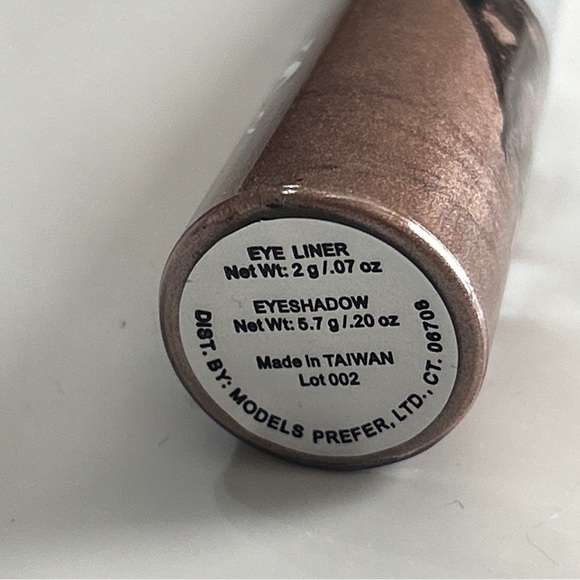 EYE LINER
Net Wt: 2 g/.07 oz
EYESHADOW
Net Wt: 5.7 g/.20 oz
Made in TAIWAN
Lot 002
DIST. BY: MODELS PREFER, LTD., CT. 06706